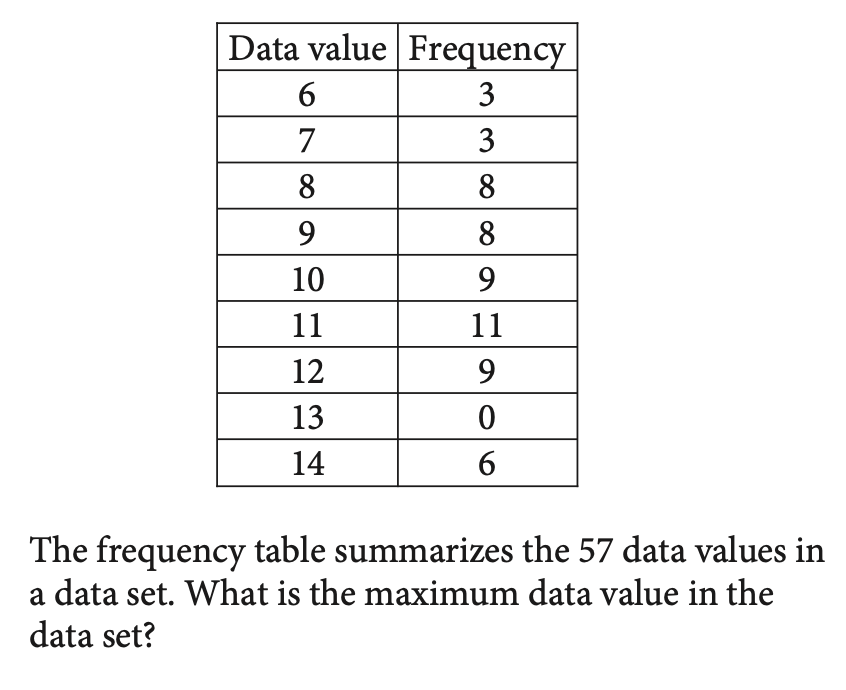 Data value Frequency
6 3
7 3
8 8
9 8
10 9
11 11
12 9
13 0
14 6
The frequency table summarizes the 57 data values in
a data set. What is the maximum data value in the
data set?